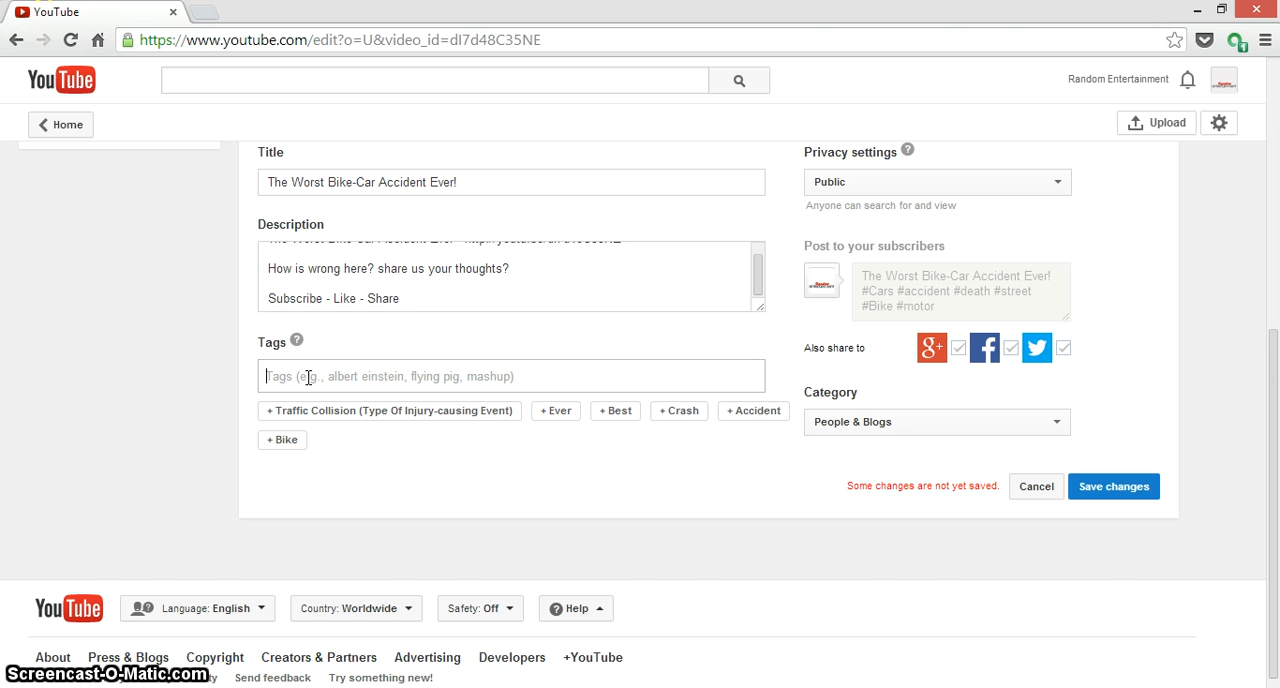 YouTube
https://www.youtube.com/edit?o=U&video_id=dI7d48C35NE
1
YouTube
Random Entertainment
Home
Upload
Title
Privacy settings ?
The Worst Bike-Car Accident Ever!
Public
Anyone can search for and view
Description
How is wrong here? share us your thoughts?
Subscribe - Like - Share
Post to your subscribers
The Worst Bike-Car Accident Ever!
#Cars #accident #death #street
#Bike #motor
Tags ?
Also share to
Tags (e.g., albert einstein, flying pig, mashup)
Category
+ Traffic Collision (Type Of Injury-causing Event) + Ever + Best + Crash + Accident
People & Blogs
+ Bike
Some changes are not yet saved. Cancel Save changes
YouTube Language: English Country: Worldwide Safety: Off Help
About Press & Blogs Copyright Creators & Partners Advertising Developers +YouTube
Send feedback Try something new!
Screencast-O-Matic.com